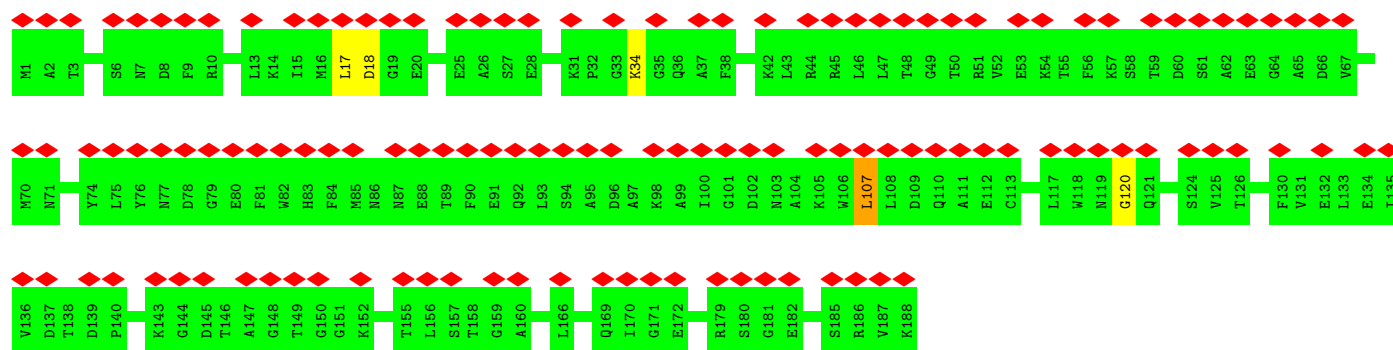 M1 A2 T3 S6 N7 D8 F9 R10 L13 K14 I15 M16 L17 D18 G19 E20 E25 A26 S27 E28 K31 P32 G33 K34 G35 Q36 A37 F38 K42 L43 R44 R45 L46 L47 T48 G49 T50 R51 V52 E53 K54 T55 F56 K57 S58 T59 D60 S61 A62 E63 G64 A65 D66 V67
M70 N71 Y74 L75 Y76 N77 D78 G79 E80 F81 W82 H83 F84 M85 N86 N87 E88 T89 F90 E91 Q92 L93 S94 A95 D96 A97 K98 A99 I100 G101 D102 N103 A104 K105 W106 L107 L108 D109 Q110 A111 E112 C113 L117 W118 N119 G120 Q121 S124 V125 T126 F130 V131 E132 L133 E134 I135
V136 D137 T138 D139 P140 K143 G144 D145 T146 A147 G148 T149 G150 G151 K152 T155 L156 S157 T158 G159 A160 L166 Q169 I170 G171 E172 R179 S180 G181 E182 S185 R186 V187 K188